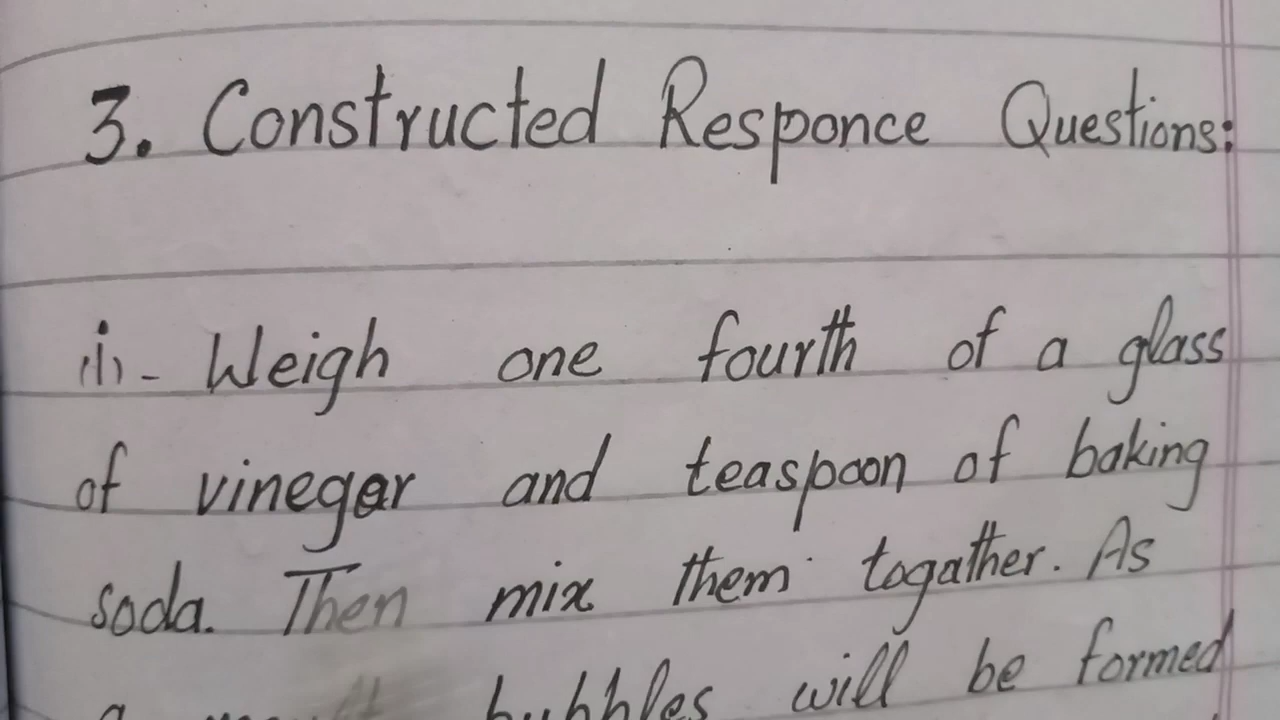 3. Constructed Responce Questions:
i. Weigh one fourth of a glass
of vinegar and teaspoon of baking
soda. Then mix them togather. As
a result bubbles will be formed